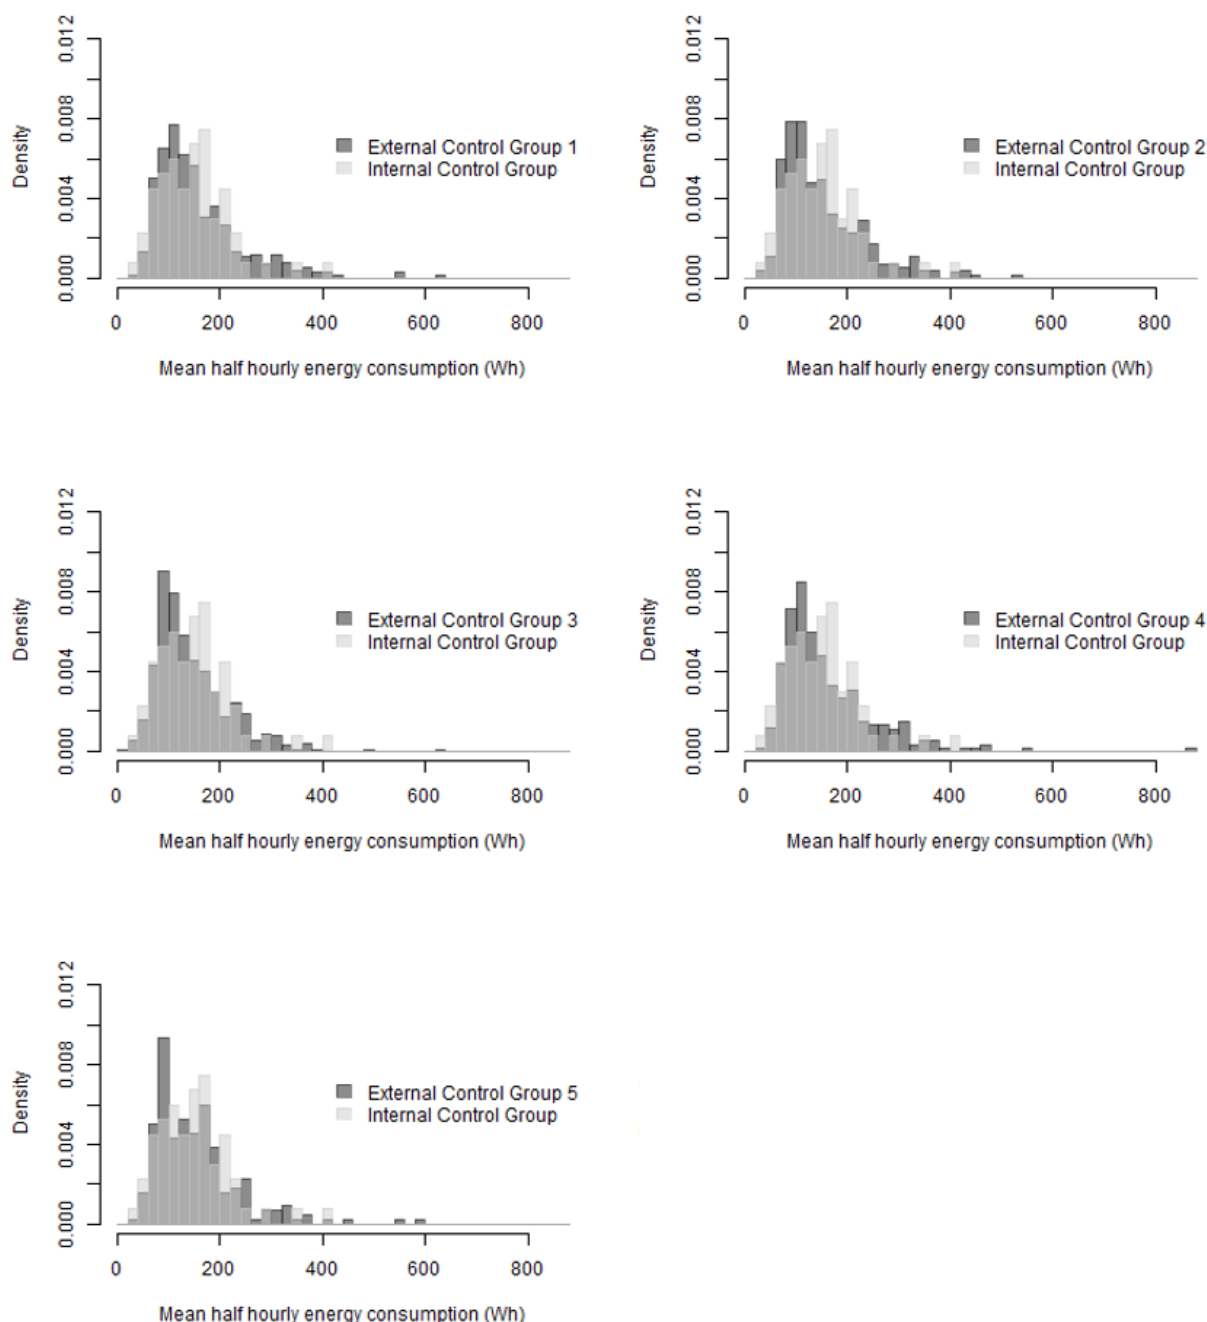 0.012
0.008
0.004
0.000
Density
External Control Group 1
Internal Control Group
0 200 400 600 800
Mean half hourly energy consumption (Wh)
0.012
0.008
0.004
0.000
Density
External Control Group 2
Internal Control Group
0 200 400 600 800
Mean half hourly energy consumption (Wh)
0.012
0.008
0.004
0.000
Density
External Control Group 3
Internal Control Group
0 200 400 600 800
Mean half hourly energy consumption (Wh)
0.012
0.008
0.004
0.000
Density
External Control Group 4
Internal Control Group
0 200 400 600 800
Mean half hourly energy consumption (Wh)
0.012
0.008
0.004
0.000
Density
External Control Group 5
Internal Control Group
0 200 400 600 800
Mean half hourly energy consumption (Wh)